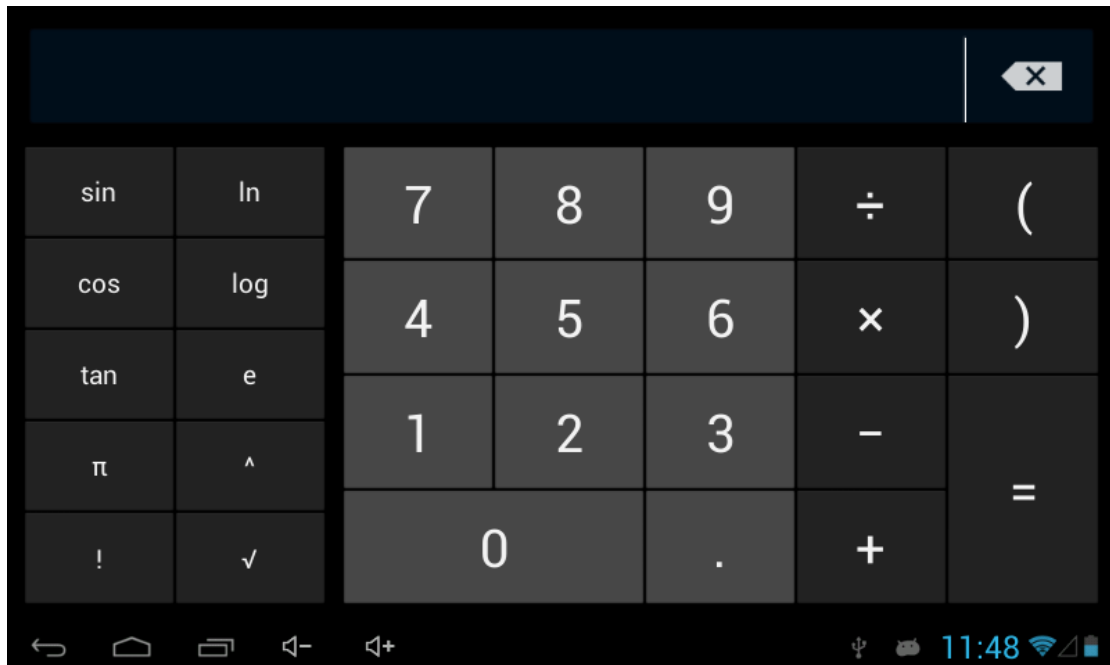 sin ln 7 8 9 ÷ (
cos log 4 5 6 × )
tan e 1 2 3 −
π ^ =
! √ 0 . +
11:48